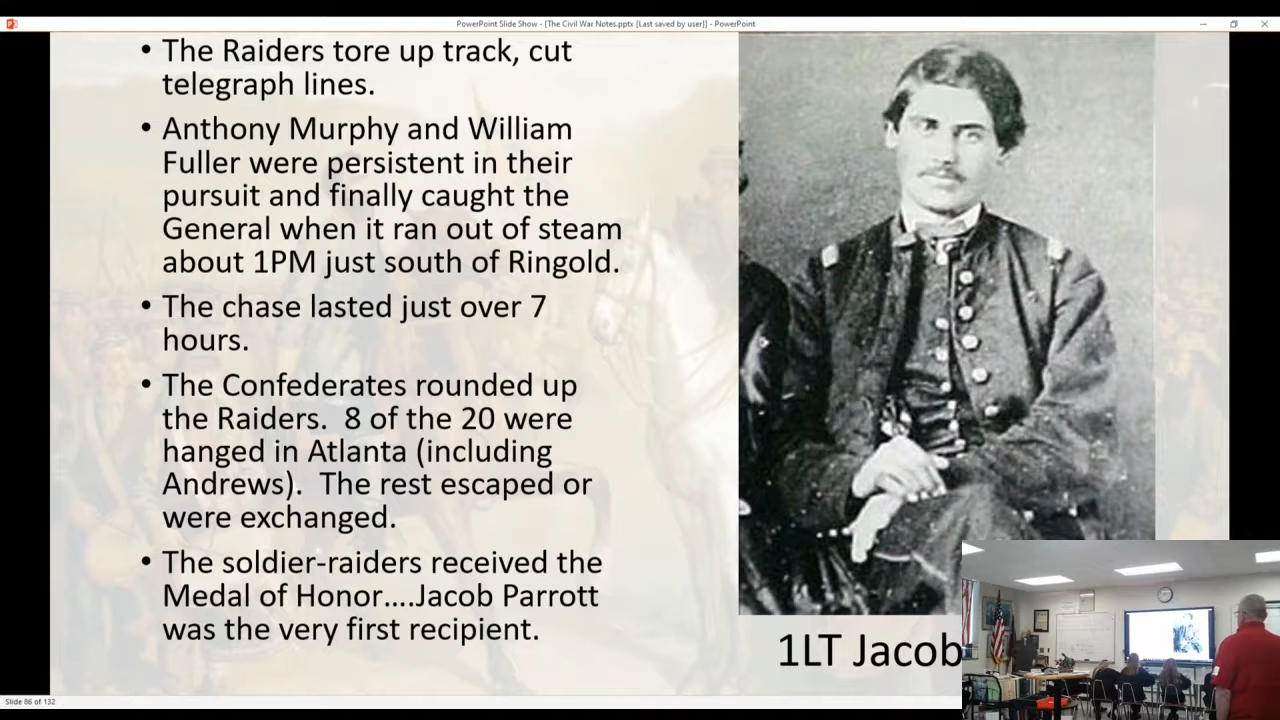 PowerPoint Slide Show - [The Civil War Notes.pptx [Last saved by user]] - PowerPoint
• The Raiders tore up track, cut
telegraph lines.
• Anthony Murphy and William
Fuller were persistent in their
pursuit and finally caught the
General when it ran out of steam
about 1PM just south of Ringold.
• The chase lasted just over 7
hours.
• The Confederates rounded up
the Raiders.  8 of the 20 were
hanged in Atlanta (including
Andrews).  The rest escaped or
were exchanged.
• The soldier-raiders received the
Medal of Honor....Jacob Parrott
was the very first recipient.
1LT Jacob
Slide 86 of 132